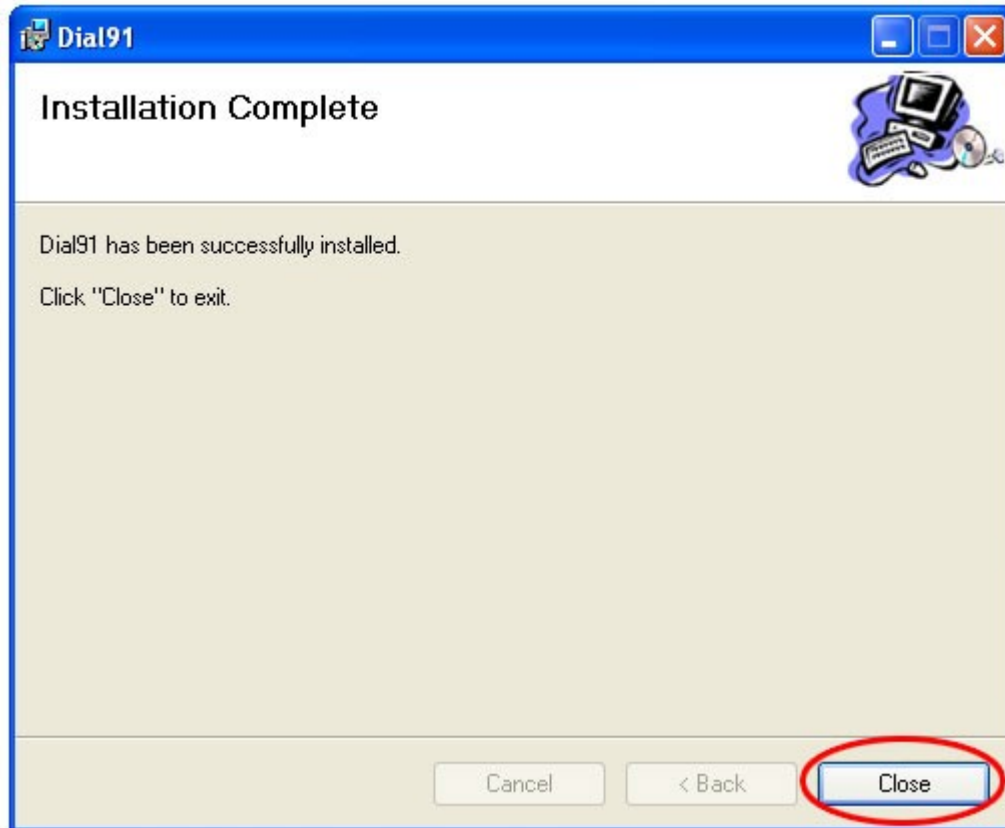 Dial91
Installation Complete
Dial91 has been successfully installed.
Click "Close" to exit.
Cancel
< Back
Close